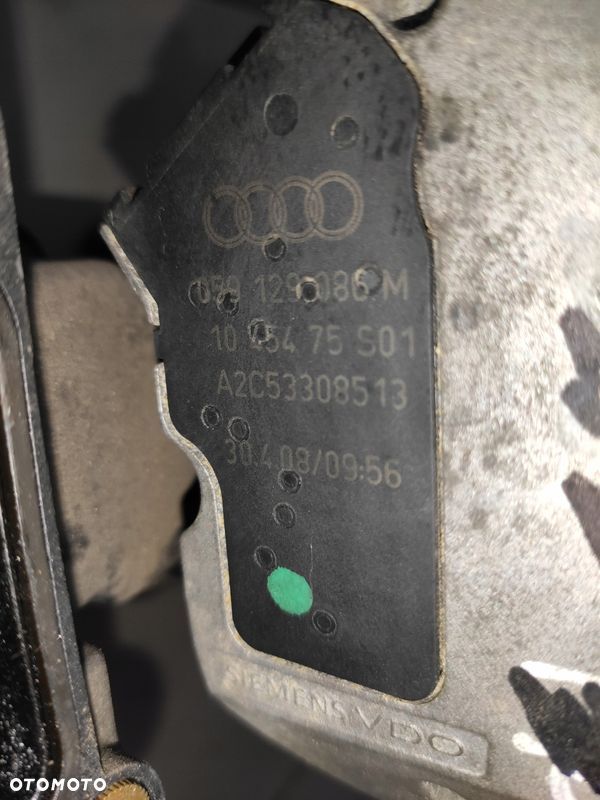 059 129 086 M
10 454 75 S01
A2C53308513
30.4.08/09:56
SIEMENS VDO
OTOMOTO